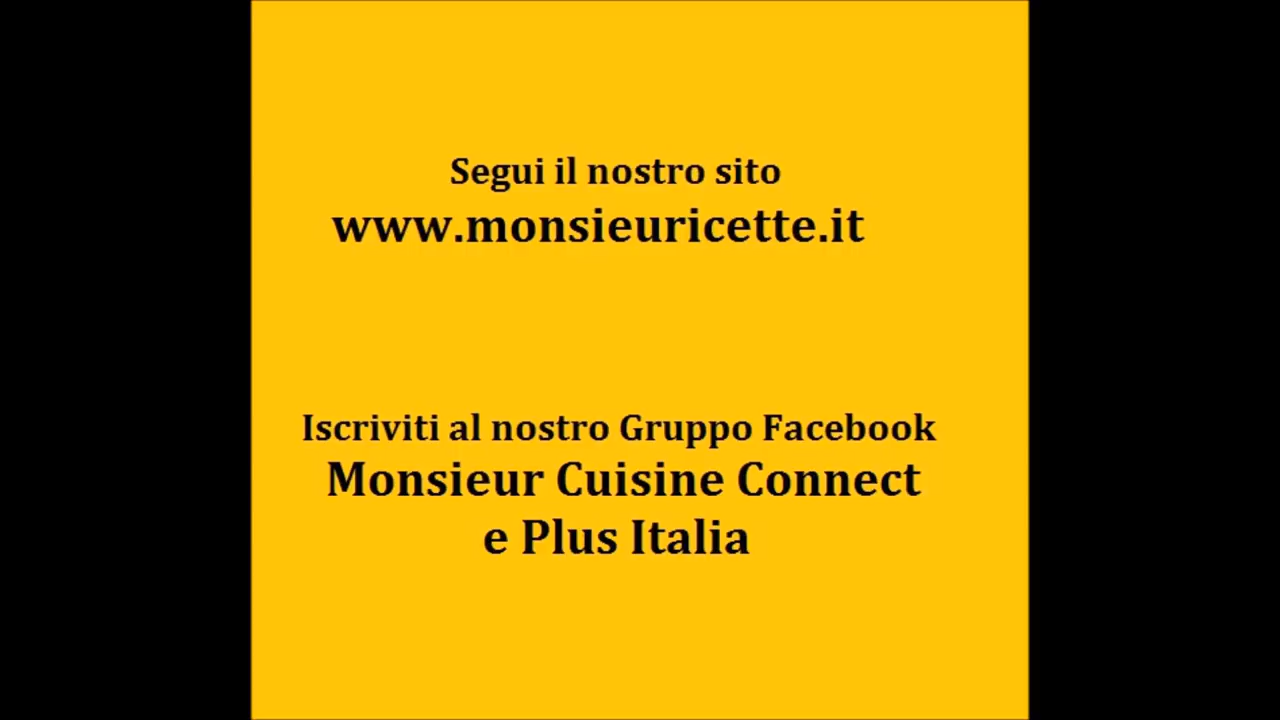 Segui il nostro sito
www.monsieuricette.it
Iscriviti al nostro Gruppo Facebook
Monsieur Cuisine Connect
e Plus Italia